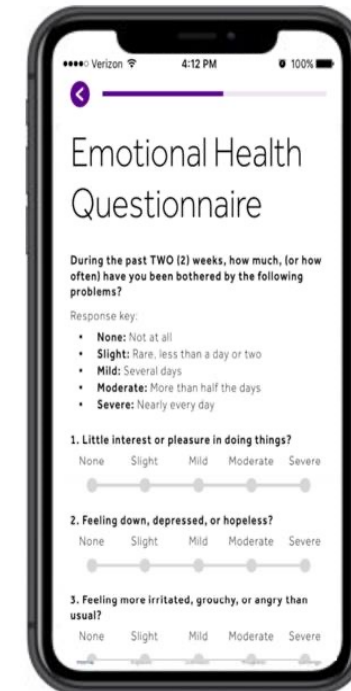 Verizon 4:12 PM 100%
Emotional Health
Questionnaire
During the past TWO (2) weeks, how much, (or how
often) have you been bothered by the following
problems?
Response key:
• None: Not at all
• Slight: Rare, less than a day or two
• Mild: Several days
• Moderate: More than half the days
• Severe: Nearly every day
1. Little interest or pleasure in doing things?
None Slight Mild Moderate Severe
2. Feeling down, depressed, or hopeless?
None Slight Mild Moderate Severe
3. Feeling more irritated, grouchy, or angry than
usual?
None Slight Mild Moderate Severe